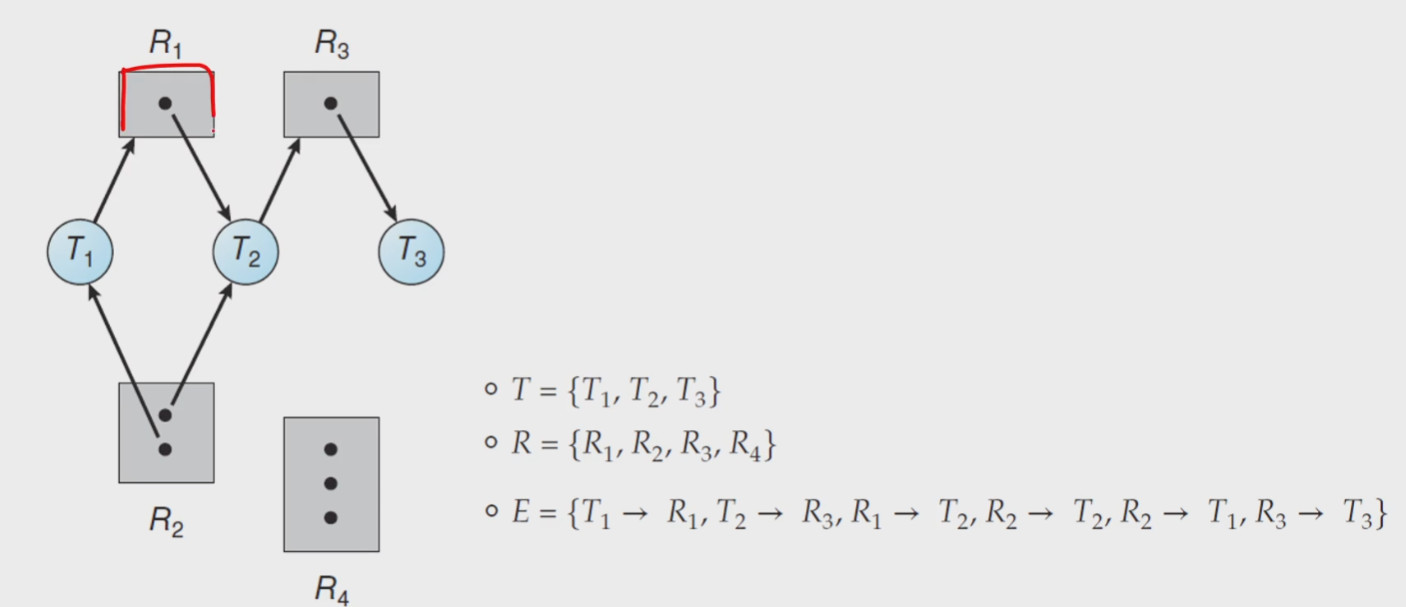 R₁ R₃
T₁ T₂ T₃
∘ T = {T₁, T₂, T₃}
∘ R = {R₁, R₂, R₃, R₄}
R₂
∘ E = {T₁ → R₁, T₂ → R₃, R₁ → T₂, R₂ → T₂, R₂ → T₁, R₃ → T₃}
R₄